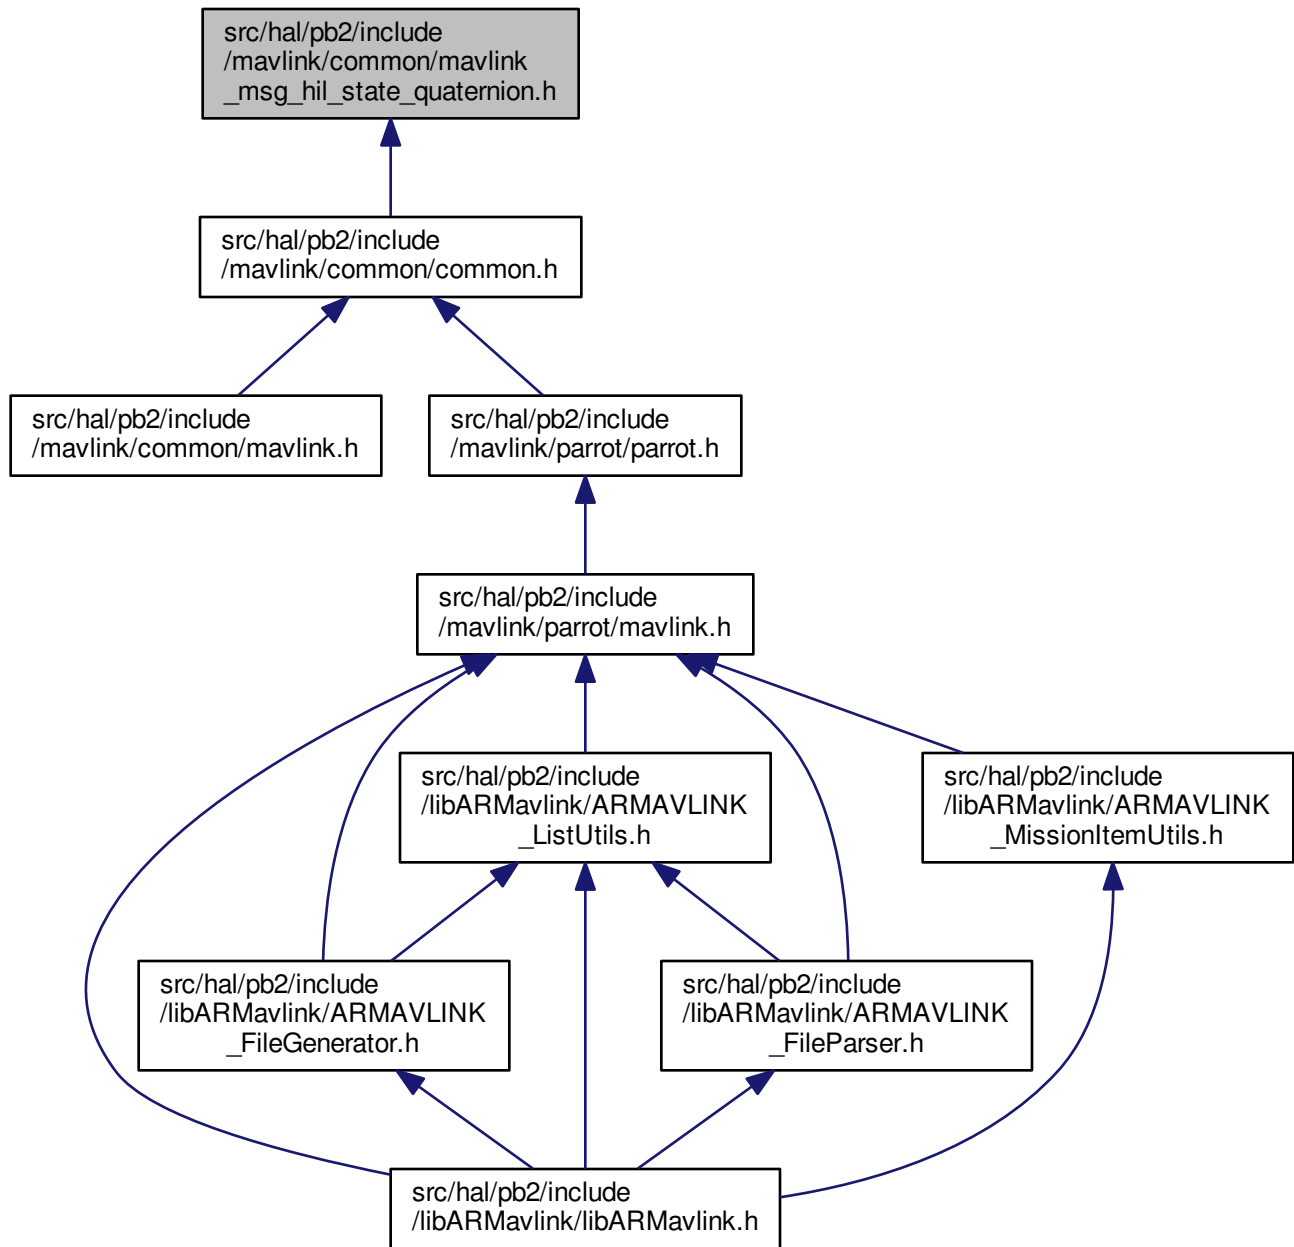 src/hal/pb2/include
/mavlink/common/mavlink
_msg_hil_state_quaternion.h
src/hal/pb2/include
/mavlink/common/common.h
src/hal/pb2/include
/mavlink/common/mavlink.h
src/hal/pb2/include
/mavlink/parrot/parrot.h
src/hal/pb2/include
/mavlink/parrot/mavlink.h
src/hal/pb2/include
/libARMavlink/ARMAVLINK
_ListUtils.h
src/hal/pb2/include
/libARMavlink/ARMAVLINK
_MissionItemUtils.h
src/hal/pb2/include
/libARMavlink/ARMAVLINK
_FileGenerator.h
src/hal/pb2/include
/libARMavlink/ARMAVLINK
_FileParser.h
src/hal/pb2/include
/libARMavlink/libARMavlink.h